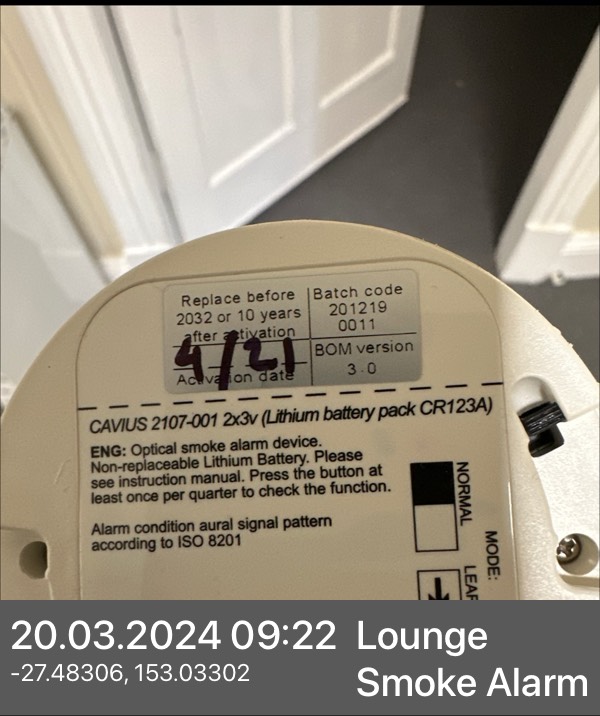 Replace before
2032 or 10 years
after activation
4/21
Activation date
Batch code
201219
0011
BOM version
3.0
CAVIUS 2107-001 2x3v (Lithium battery pack CR123A)
ENG: Optical smoke alarm device.
Non-replaceable Lithium Battery. Please
see instruction manual. Press the button at
least once per quarter to check the function.
Alarm condition aural signal pattern
according to ISO 8201
NORMAL
MODE:
20.03.2024 09:22
-27.48306, 153.03302
Lounge
Smoke Alarm